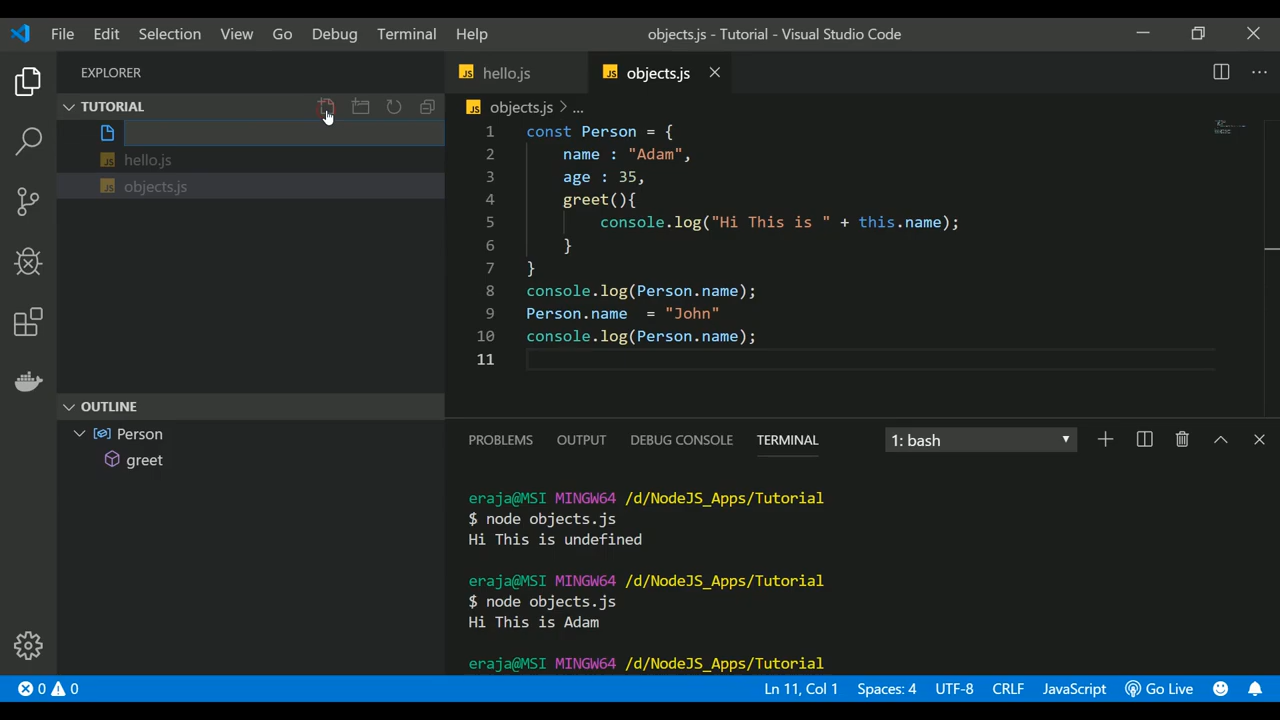 File Edit Selection View Go Debug Terminal Help objects.js - Tutorial - Visual Studio Code
EXPLORER
TUTORIAL
hello.js
objects.js
OUTLINE
Person
greet
JS hello.js JS objects.js
JS objects.js > ...
1 const Person = {
2 name : "Adam",
3 age : 35,
4 greet(){
5 console.log("Hi This is " + this.name);
6 }
7 }
8 console.log(Person.name);
9 Person.name = "John"
10 console.log(Person.name);
11
PROBLEMS OUTPUT DEBUG CONSOLE TERMINAL 1: bash
eraja@MSI MINGW64 /d/NodeJS_Apps/Tutorial
$ node objects.js
Hi This is undefined
eraja@MSI MINGW64 /d/NodeJS_Apps/Tutorial
$ node objects.js
Hi This is Adam
eraja@MSI MINGW64 /d/NodeJS_Apps/Tutorial
0 0 Ln 11, Col 1 Spaces: 4 UTF-8 CRLF JavaScript Go Live